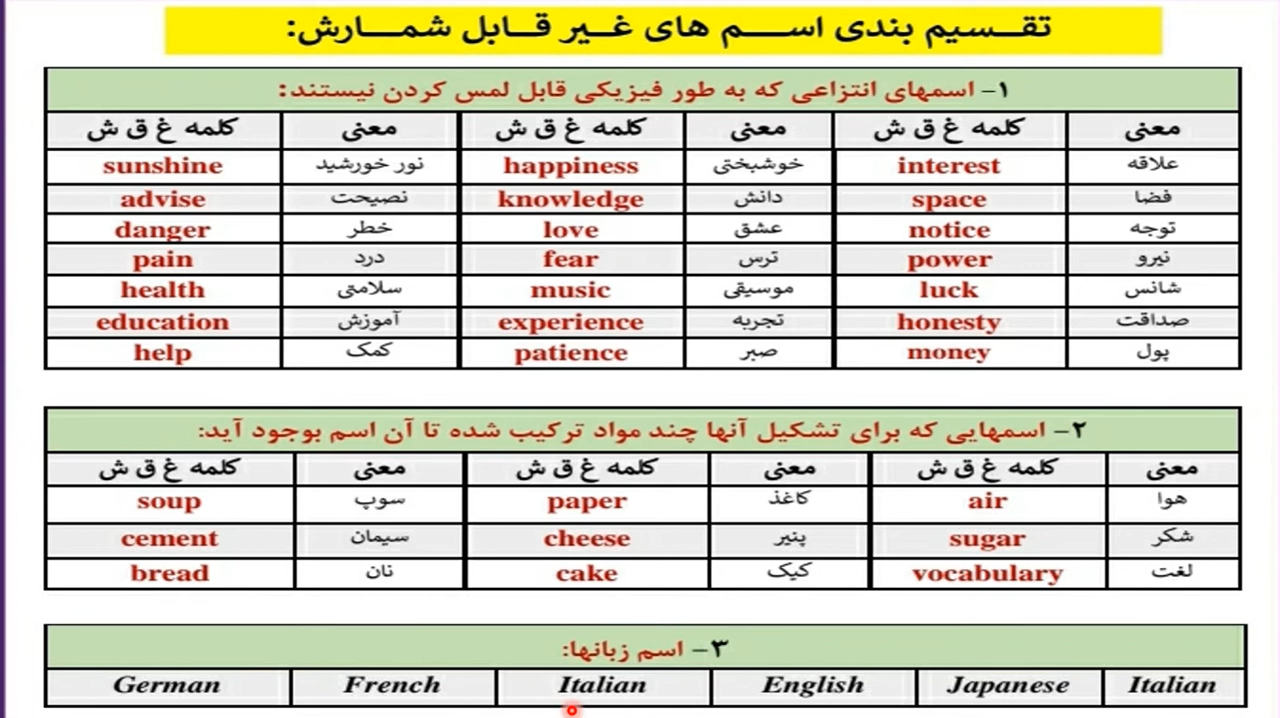 تقسیم بندی اسم های غیر قابل شمارش:
۱- اسمهای انتزاعی که به طور فیزیکی قابل لمس کردن نیستند:
کلمه غ ق ش معنی کلمه غ ق ش معنی کلمه غ ق ش معنی
sunshine نور خورشید happiness خوشبختی interest علاقه
advise نصیحت knowledge دانش space فضا
danger خطر love عشق notice توجه
pain درد fear ترس power نیرو
health سلامتی music موسیقی luck شانس
education آموزش experience تجربه honesty صداقت
help کمک patience صبر money پول
۲- اسمهایی که برای تشکیل آنها چند مواد ترکیب شده تا آن اسم بوجود آید:
کلمه غ ق ش معنی کلمه غ ق ش معنی کلمه غ ق ش معنی
soup سوپ paper کاغذ air هوا
cement سیمان cheese پنیر sugar شکر
bread نان cake کیک vocabulary لغت
۳- اسم زبانها:
German French Italian English Japanese Italian